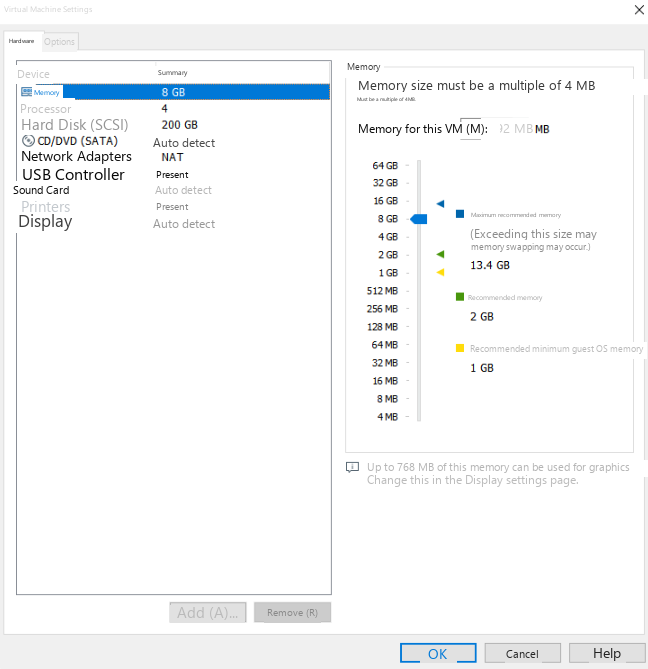 Virtual Machine Settings
Hardware Options
Device Summary
Memory 8 GB
Processor 4
Hard Disk (SCSI) 200 GB
CD/DVD (SATA) Auto detect
Network Adapters NAT
USB Controller Present
Sound Card Auto detect
Printers Present
Display Auto detect
Add (A)... Remove (R)
Memory
Memory size must be a multiple of 4 MB
Must be a multiple of 4MB.
Memory for this VM (M): 92 MB MB
64 GB
32 GB
16 GB
8 GB
4 GB
2 GB
1 GB
512 MB
256 MB
128 MB
64 MB
32 MB
16 MB
8 MB
4 MB
Maximum recommended memory
(Exceeding this size may
memory swapping may occur.)
13.4 GB
Recommended memory
2 GB
Recommended minimum guest OS memory
1 GB
Up to 768 MB of this memory can be used for graphics
Change this in the Display settings page.
OK Cancel Help